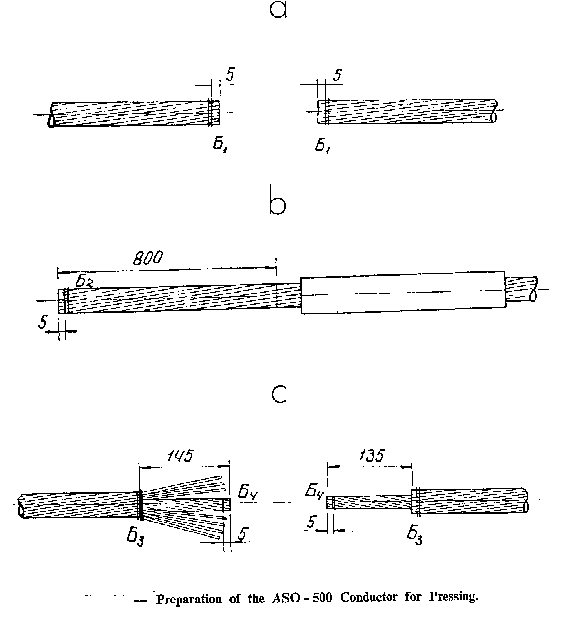 a
5 5
Б₁ Б₁
b
800
Б₂
5
c
145 135
Б₄ Б₄
5 5
Б₃ Б₃
— Preparation of the ASO - 500 Conductor for Pressing.